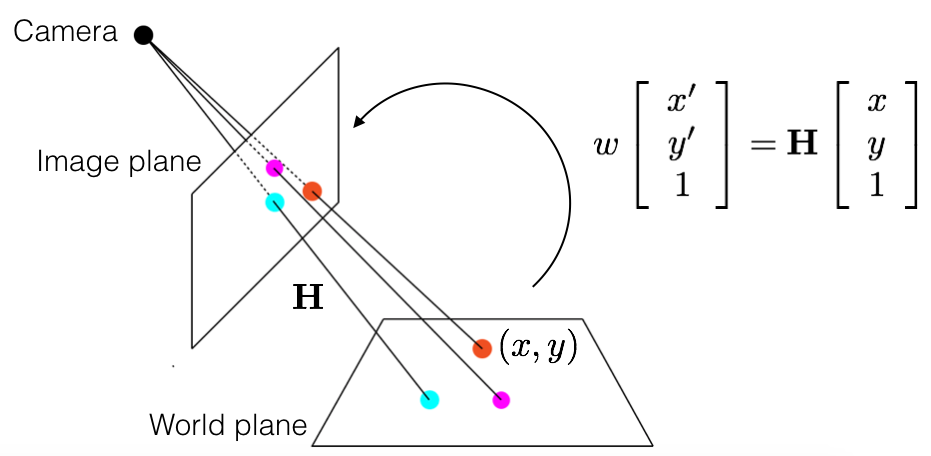 Camera
Image plane
w [ x′ y′ 1 ] = H [ x y 1 ]
H
(x, y)
World plane